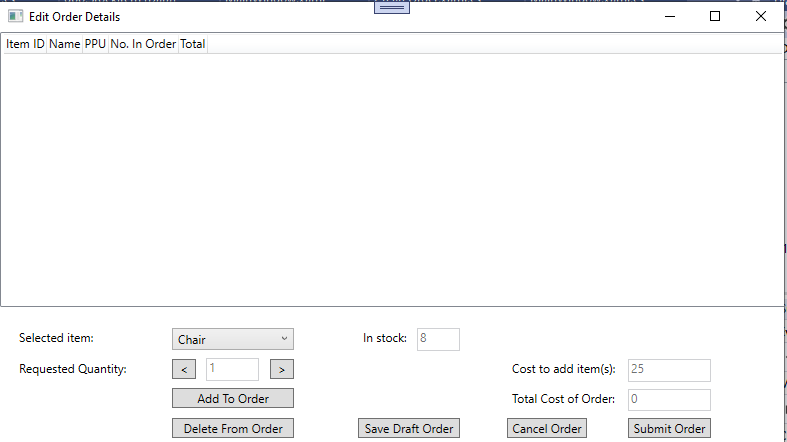 Edit Order Details
Item ID Name PPU No. In Order Total
Selected item: Chair In stock: 8
Requested Quantity: < 1 > Cost to add item(s): 25
Add To Order Total Cost of Order: 0
Delete From Order Save Draft Order Cancel Order Submit Order